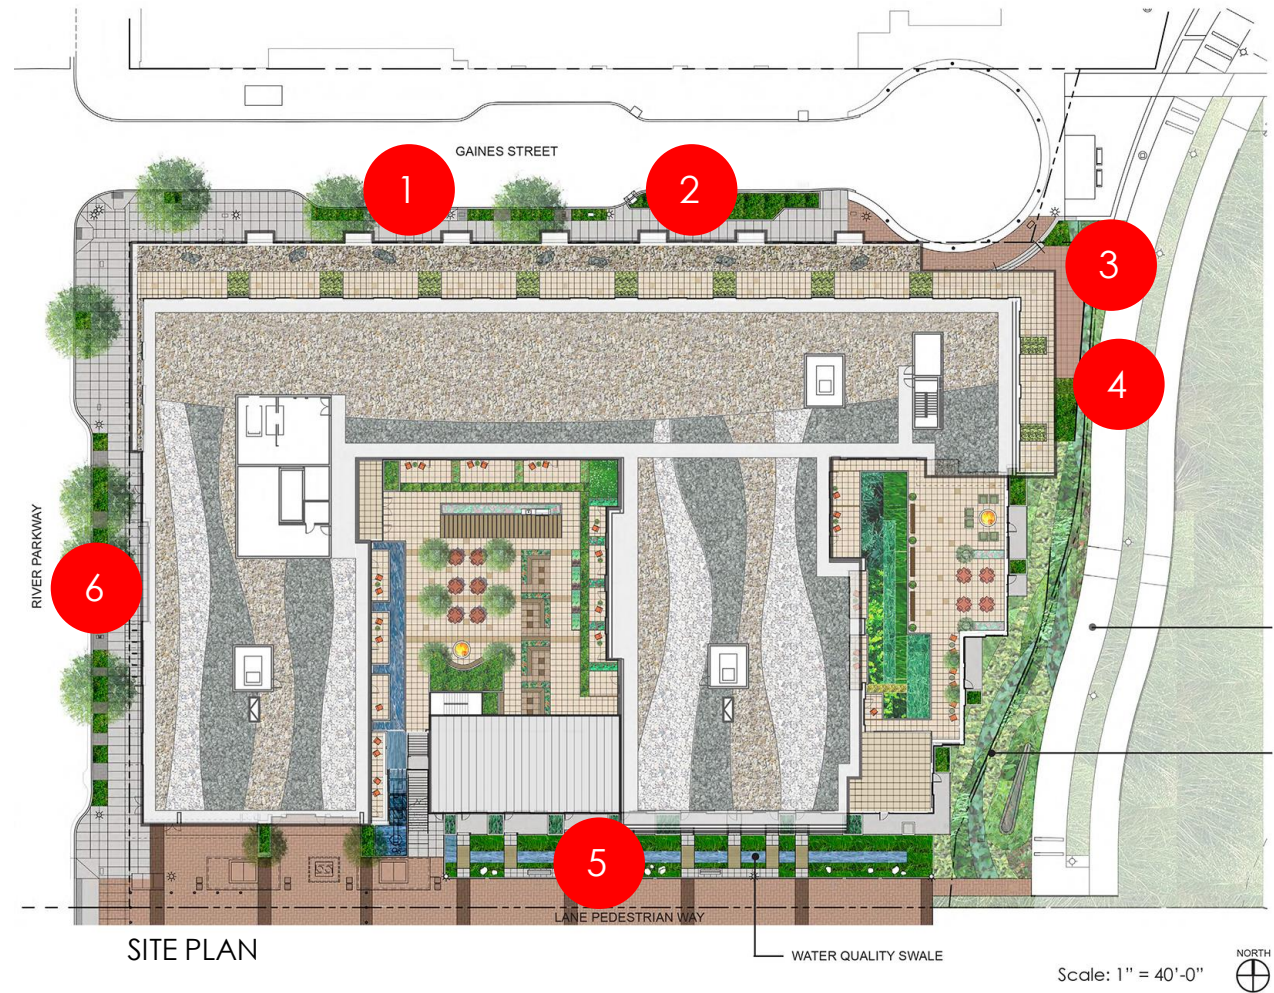 GAINES STREET
1
2
3
4
RIVER PARKWAY
6
5
LANE PEDESTRIAN WAY
SITE PLAN
WATER QUALITY SWALE
NORTH
Scale: 1” = 40’-0”